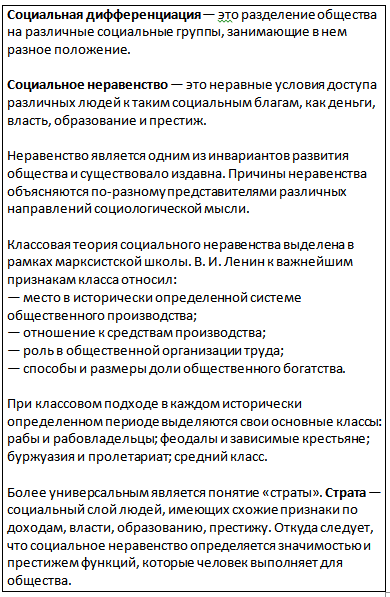 Социальная дифференциация — это разделение общества
на различные социальные группы, занимающие в нем
разное положение.
Социальное неравенство — это неравные условия доступа
различных людей к таким социальным благам, как деньги,
власть, образование и престиж.
Неравенство является одним из инвариантов развития
общества и существовало издавна. Причины неравенства
объясняются по-разному представителями различных
направлений социологической мысли.
Классовая теория социального неравенства выделена в
рамках марксистской школы. В. И. Ленин к важнейшим
признакам класса относил:
— место в исторически определенной системе
общественного производства;
— отношение к средствам производства;
— роль в общественной организации труда;
— способы и размеры доли общественного богатства.
При классовом подходе в каждом исторически
определенном периоде выделяются свои основные классы:
рабы и рабовладельцы; феодалы и зависимые крестьяне;
буржуазия и пролетариат; средний класс.
Более универсальным является понятие «страты». Страта —
социальный слой людей, имеющих схожие признаки по
доходам, власти, образованию, престижу. Откуда следует,
что социальное неравенство определяется значимостью и
престижем функций, которые человек выполняет для
общества.